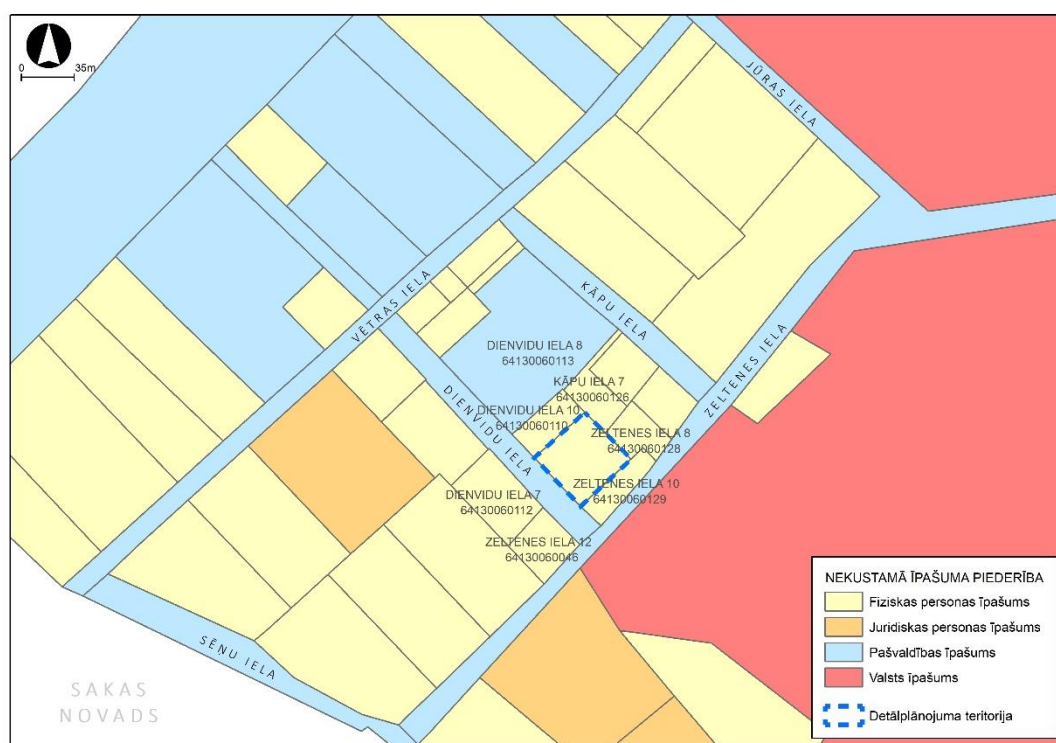 0 35m
JŪRAS IELA
KĀPU IELA
VĒTRAS IELA
ZELTENES IELA
DIENVIDU IELA 8
64130060113
KĀPU IELA 7
64130060126
DIENVIDU IELA
DIENVIDU IELA 10
64130060110
ZELTENES IELA 8
64130060128
ZELTENES IELA 10
64130060129
DIENVIDU IELA 7
64130060112
ZELTENES IELA 12
64130060046
SĒŅU IELA
SAKAS
NOVADS
NEKUSTAMĀ ĪPAŠUMA PIEDERĪBA
Fiziskas personas īpašums
Juridiskas personas īpašums
Pašvaldības īpašums
Valsts īpašums
Detālplānojuma teritorija